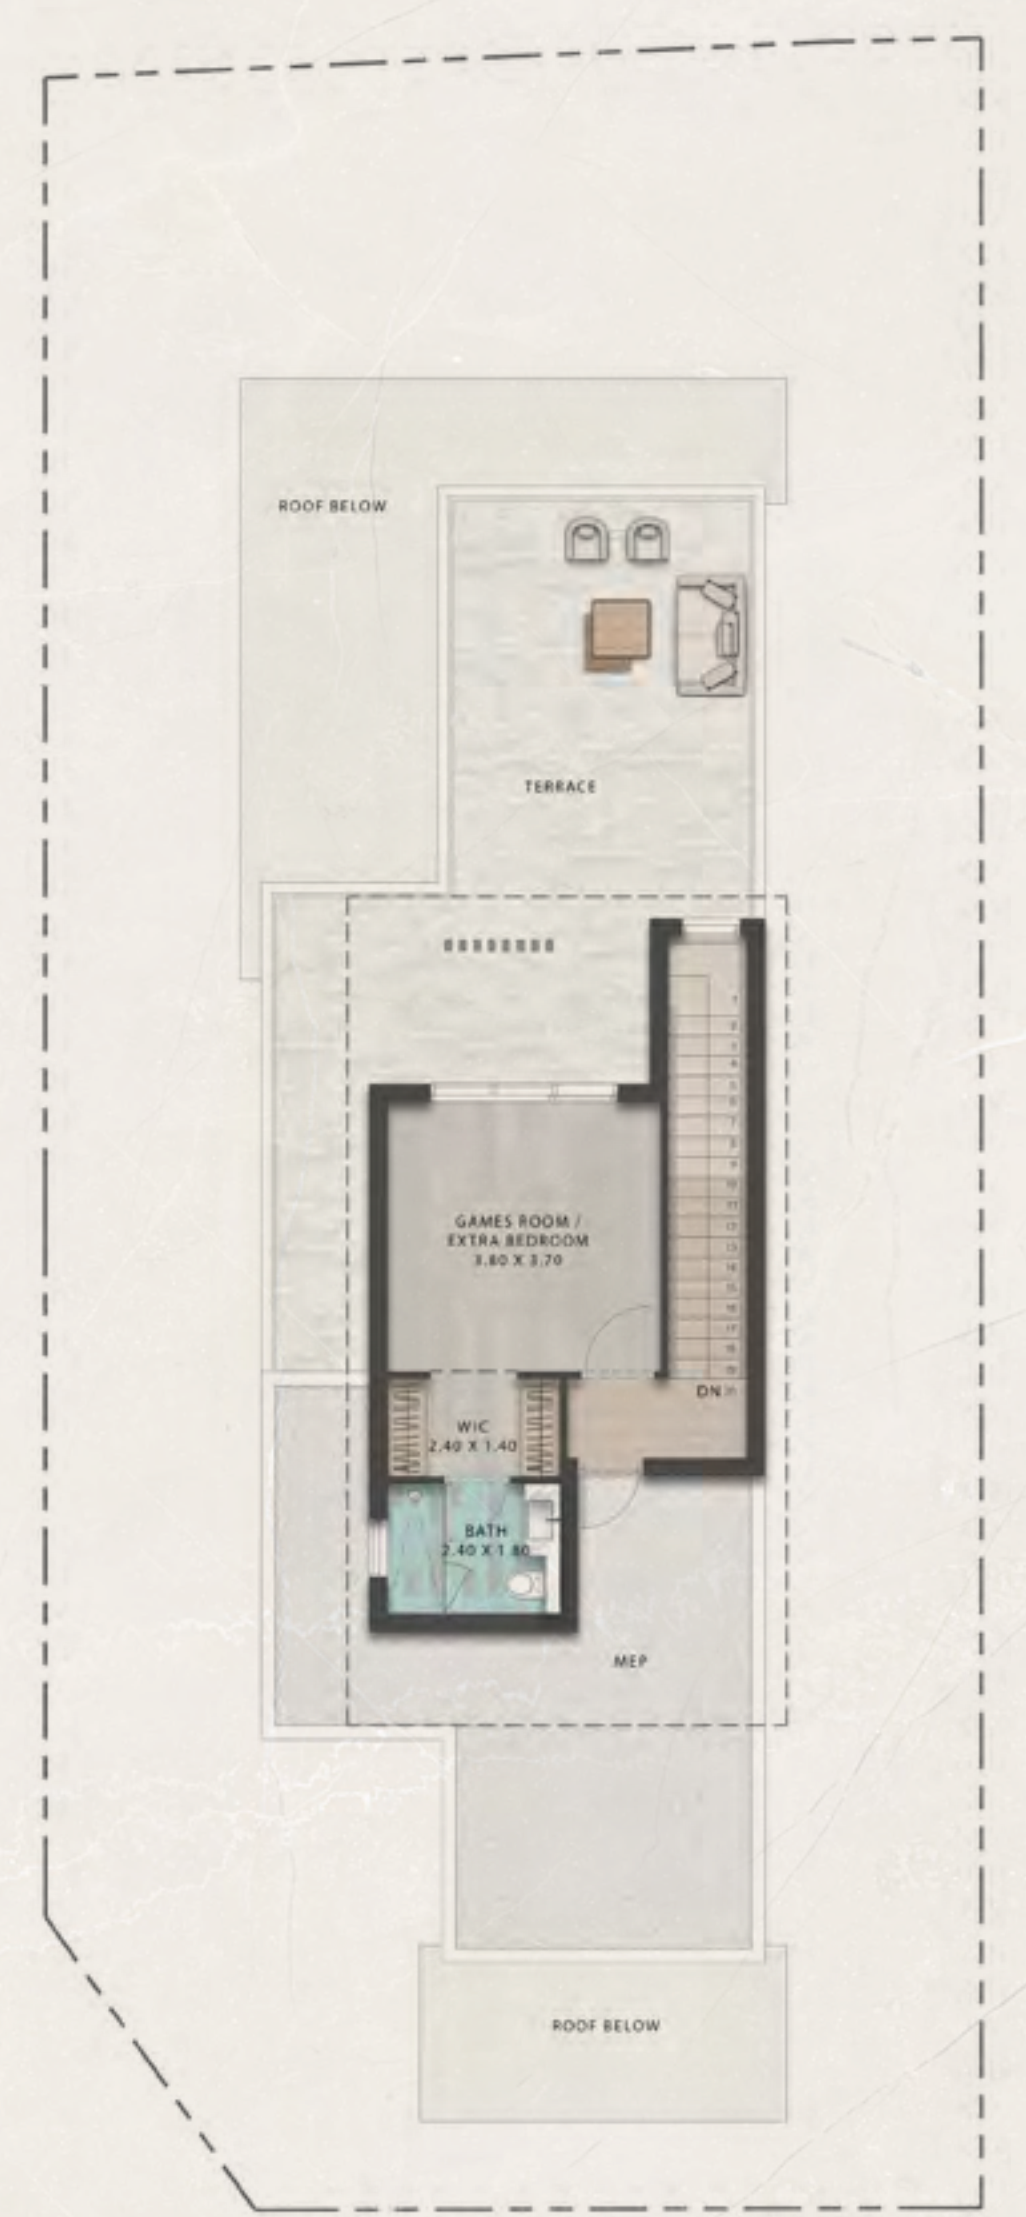 ROOF BELOW
TERRACE
GAMES ROOM /
EXTRA BEDROOM
3.80 X 3.70
DN
WIC
2.40 X 1.40
BATH
2.40 X 1.80
MEP
ROOF BELOW